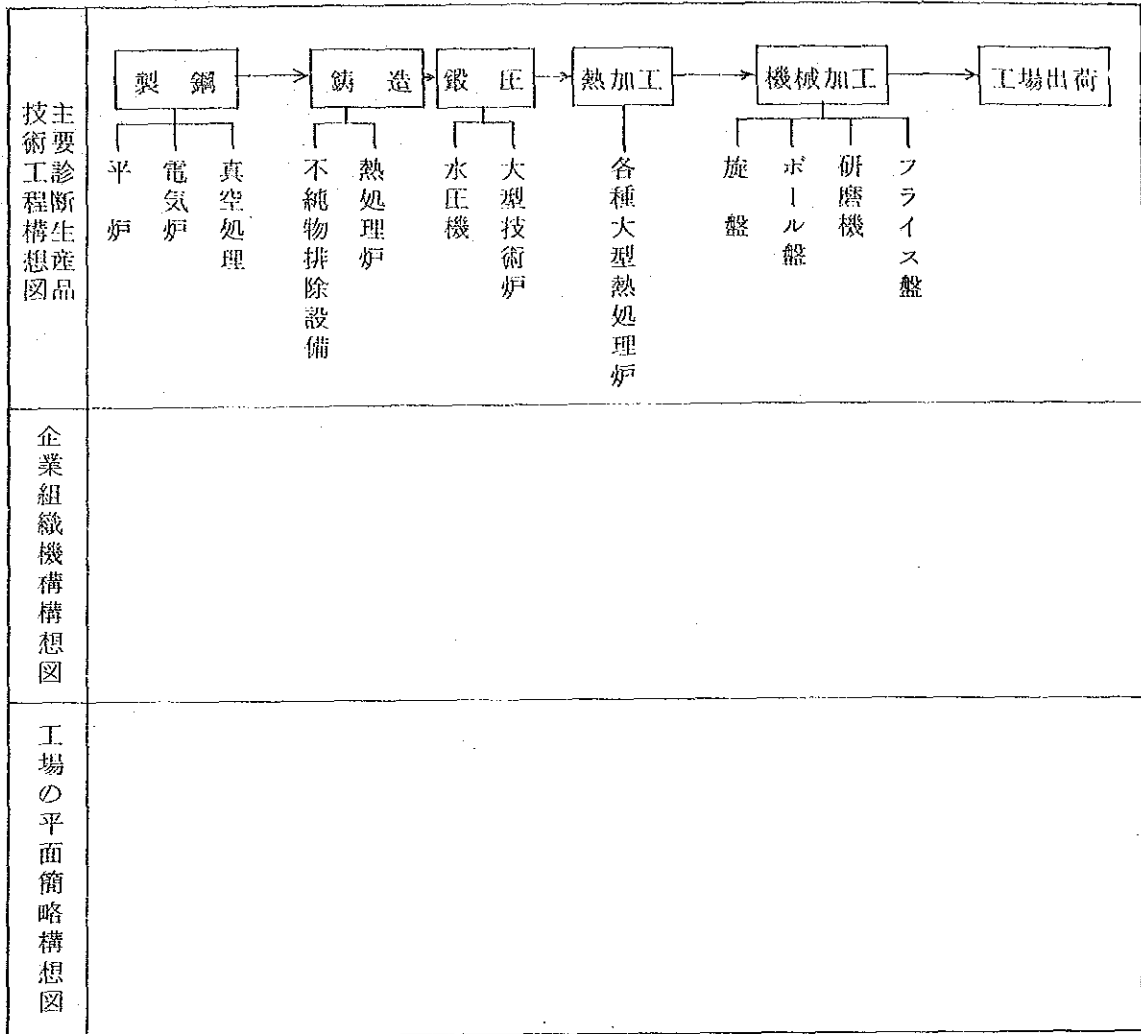 主要診断生産品
技術工程構想図
製鋼
鋳造
鍛圧
熱加工
機械加工
工場出荷
平炉
電気炉
真空処理
不純物排除設備
熱処理炉
水圧機
大型技術炉
各種大型熱処理炉
旋盤
ボール盤
研磨機
フライス盤
企業組織機構構想図
工場の平面簡略構想図